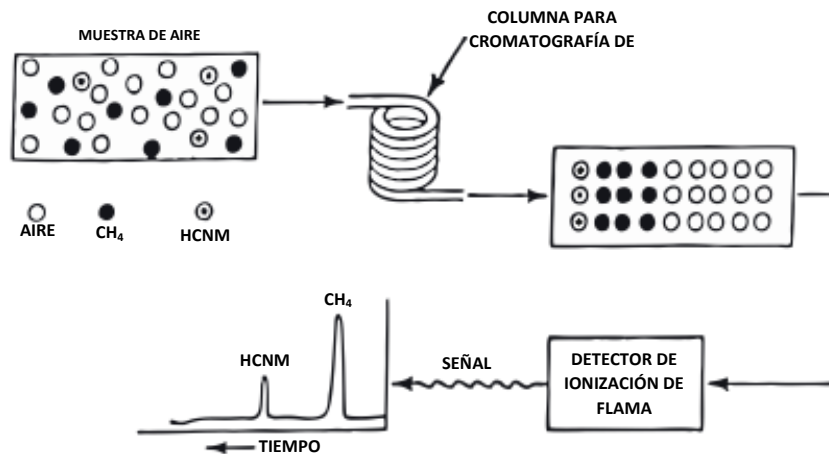 MUESTRA DE AIRE
COLUMNA PARA
CROMATOGRAFÍA DE
AIRE
CH₄
HCNM
CH₄
HCNM
SEÑAL
DETECTOR DE
IONIZACIÓN DE
FLAMA
TIEMPO